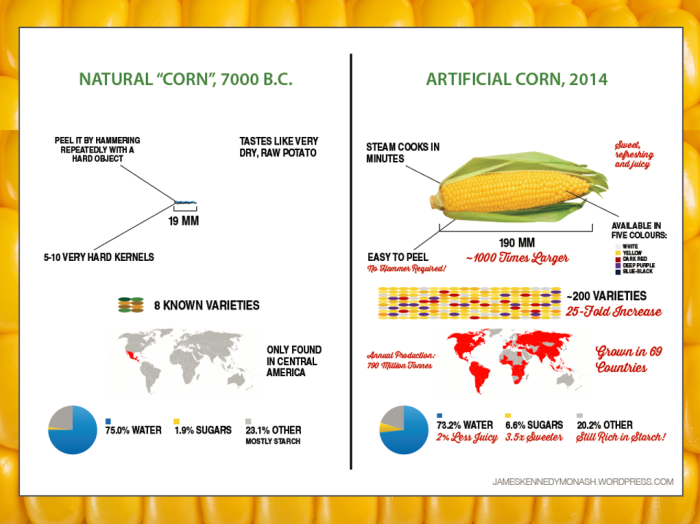 NATURAL “CORN”, 7000 B.C.
PEEL IT BY HAMMERING
REPEATEDLY WITH A
HARD OBJECT
TASTES LIKE VERY
DRY, RAW POTATO
19 MM
5-10 VERY HARD KERNELS
8 KNOWN VARIETIES
ONLY FOUND
IN CENTRAL
AMERICA
75.0% WATER
1.9% SUGARS
23.1% OTHER
MOSTLY STARCH
ARTIFICIAL CORN, 2014
STEAM COOKS IN
MINUTES
Sweet,
refreshing
and juicy
AVAILABLE IN
FIVE COLOURS:
WHITE
YELLOW
DARK RED
DEEP PURPLE
BLUE-BLACK
190 MM
~1000 Times Larger
EASY TO PEEL
No Hammer Required!
~200 VARIETIES
25-Fold Increase
Annual Production:
790 Million Tonnes
Grown in 69
Countries
73.2% WATER
2% Less Juicy
6.6% SUGARS
3.5x Sweeter
20.2% OTHER
Still Rich in Starch!
JAMESKENNEDYMONASH.WORDPRESS.COM